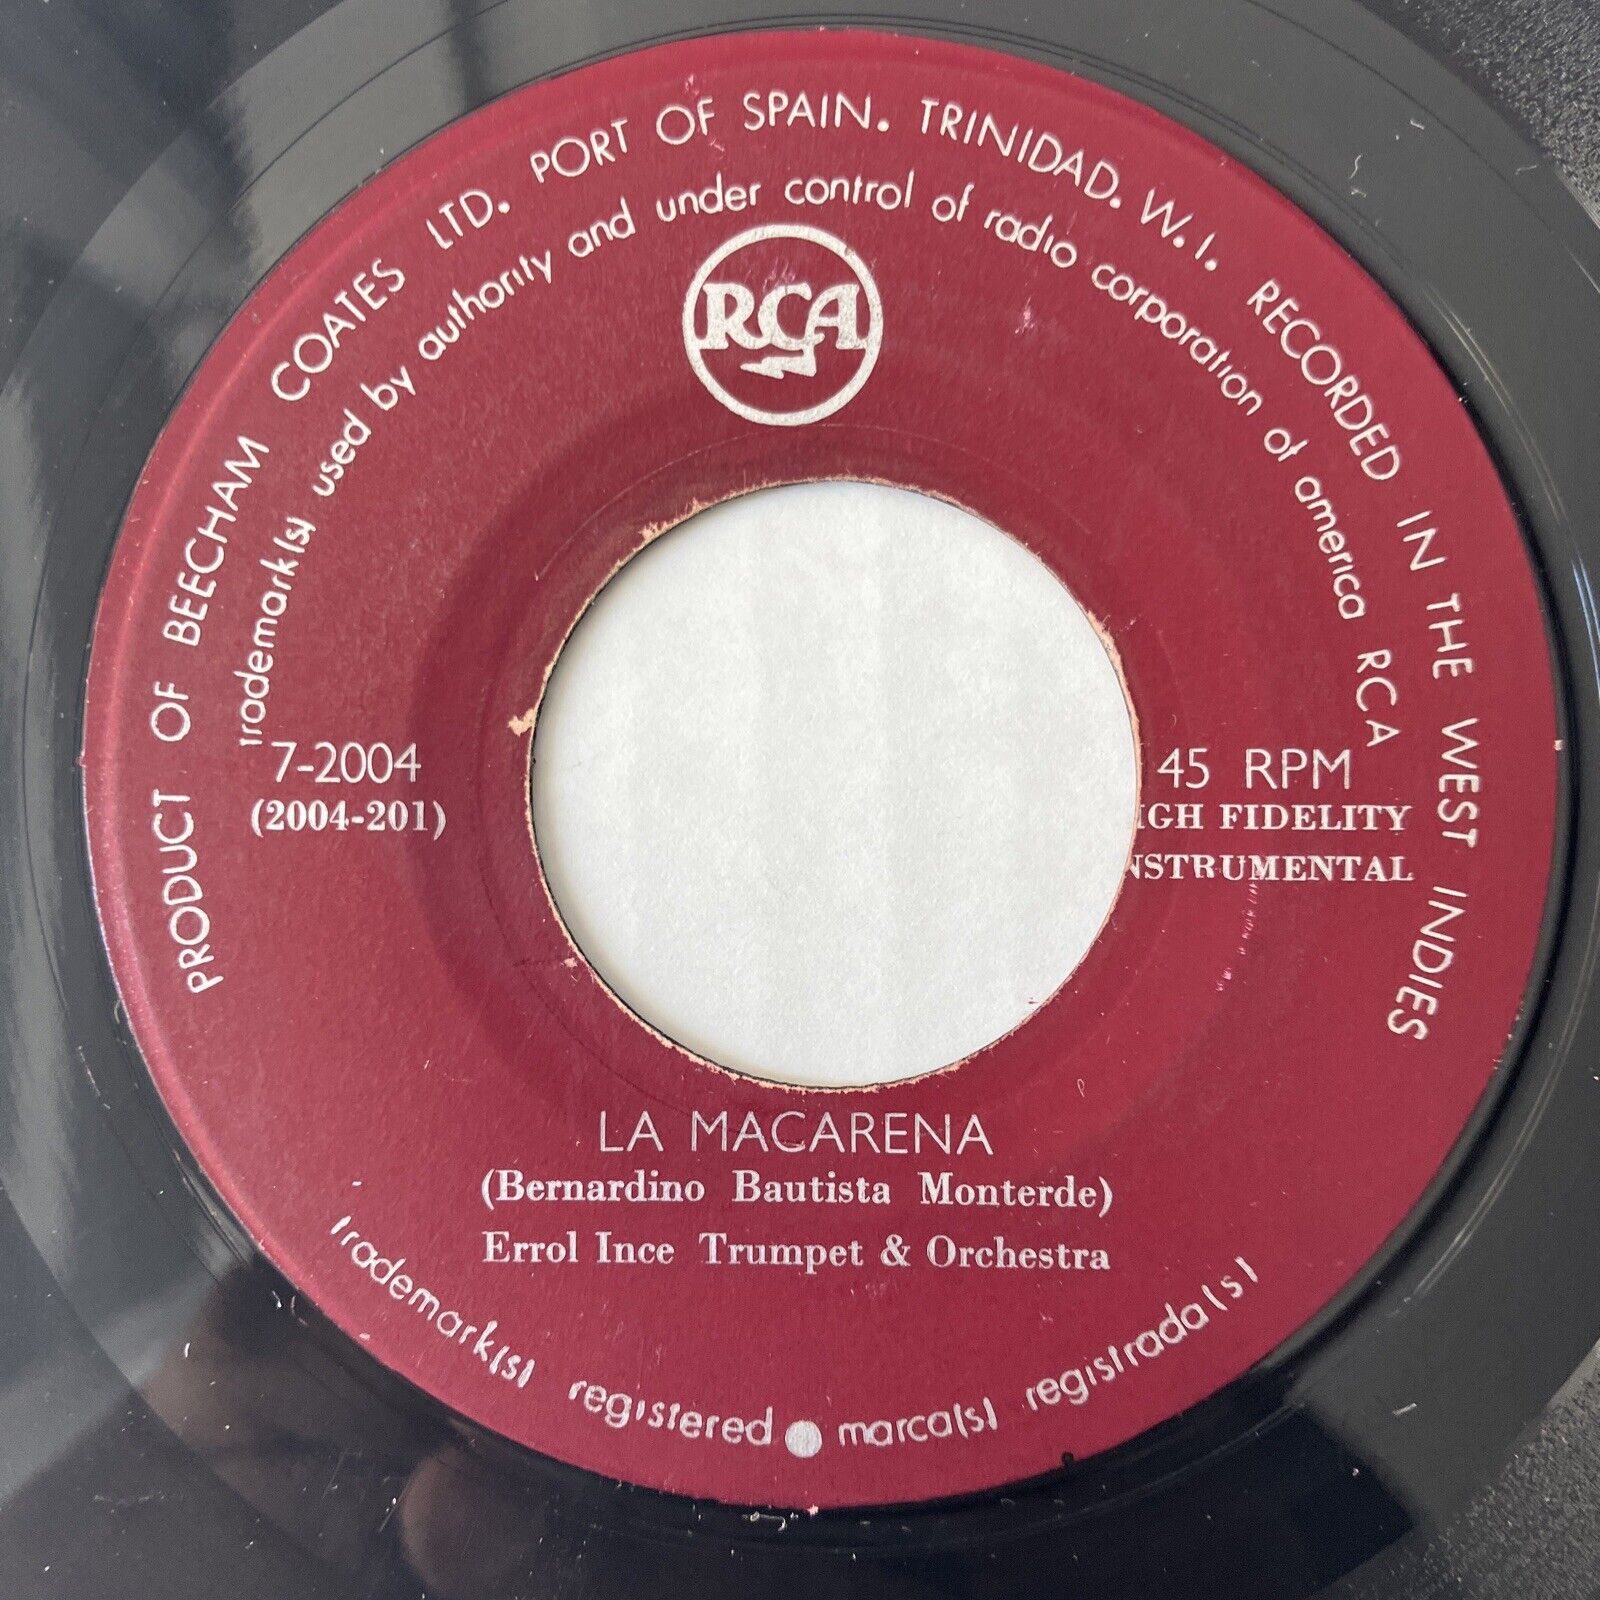 PRODUCT OF BEECHAM COATES LTD. PORT OF SPAIN. TRINIDAD. W.I. RECORDED IN THE WEST INDIES
trademark(s) used by authority and under control of radio corporation of america RCA
RCA
7-2004
(2004-201)
45 RPM
IGH FIDELITY
NSTRUMENTAL
LA MACARENA
(Bernardino Bautista Monterde)
Errol Ince Trumpet & Orchestra
trademark(s) registered ● marca(s) registrada(s)